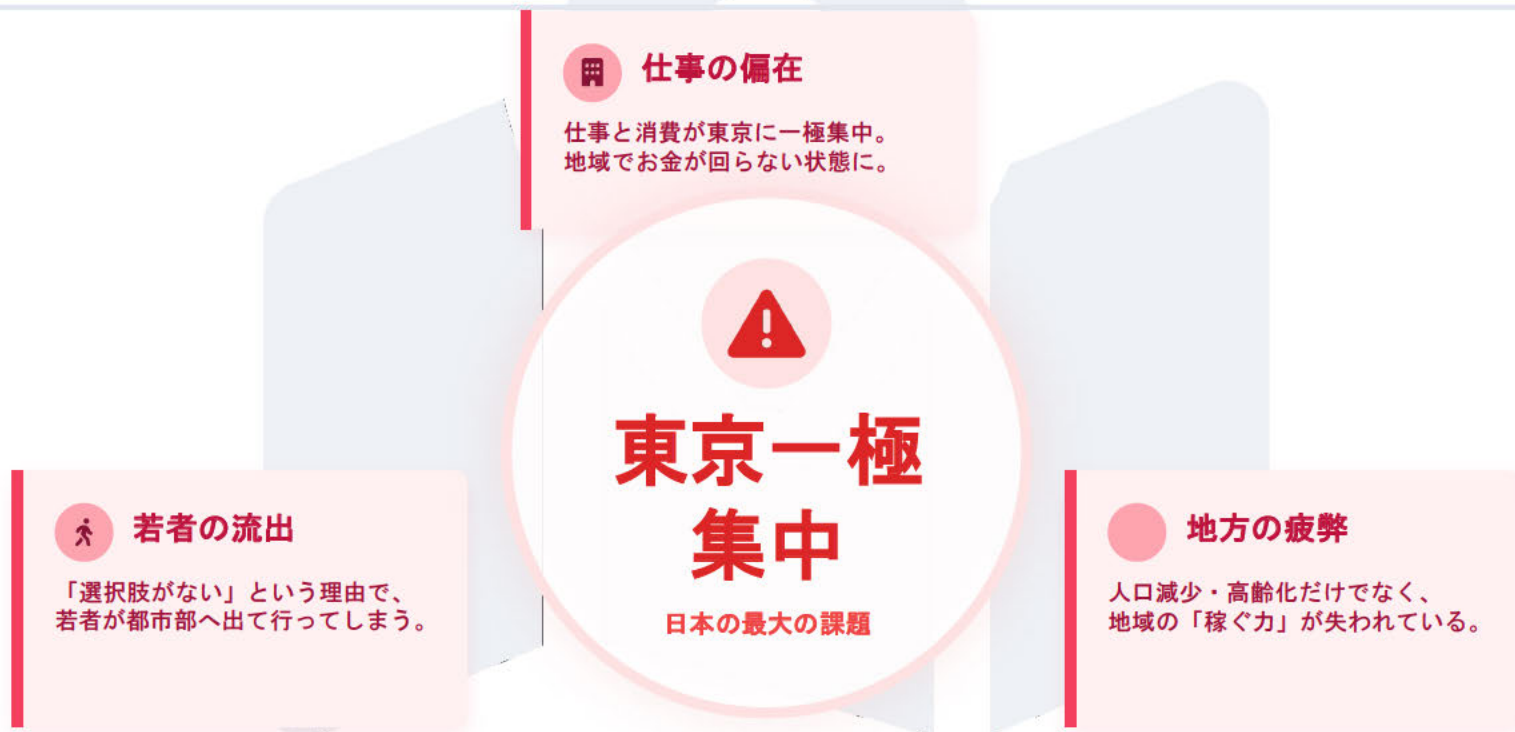 仕事の偏在
仕事と消費が東京に一極集中。
地域でお金が回らない状態に。
東京一極
集中
日本の最大の課題
若者の流出
「選択肢がない」という理由で、
若者が都市部へ出て行ってしまう。
地方の疲弊
人口減少・高齢化だけでなく、
地域の「稼ぐ力」が失われている。